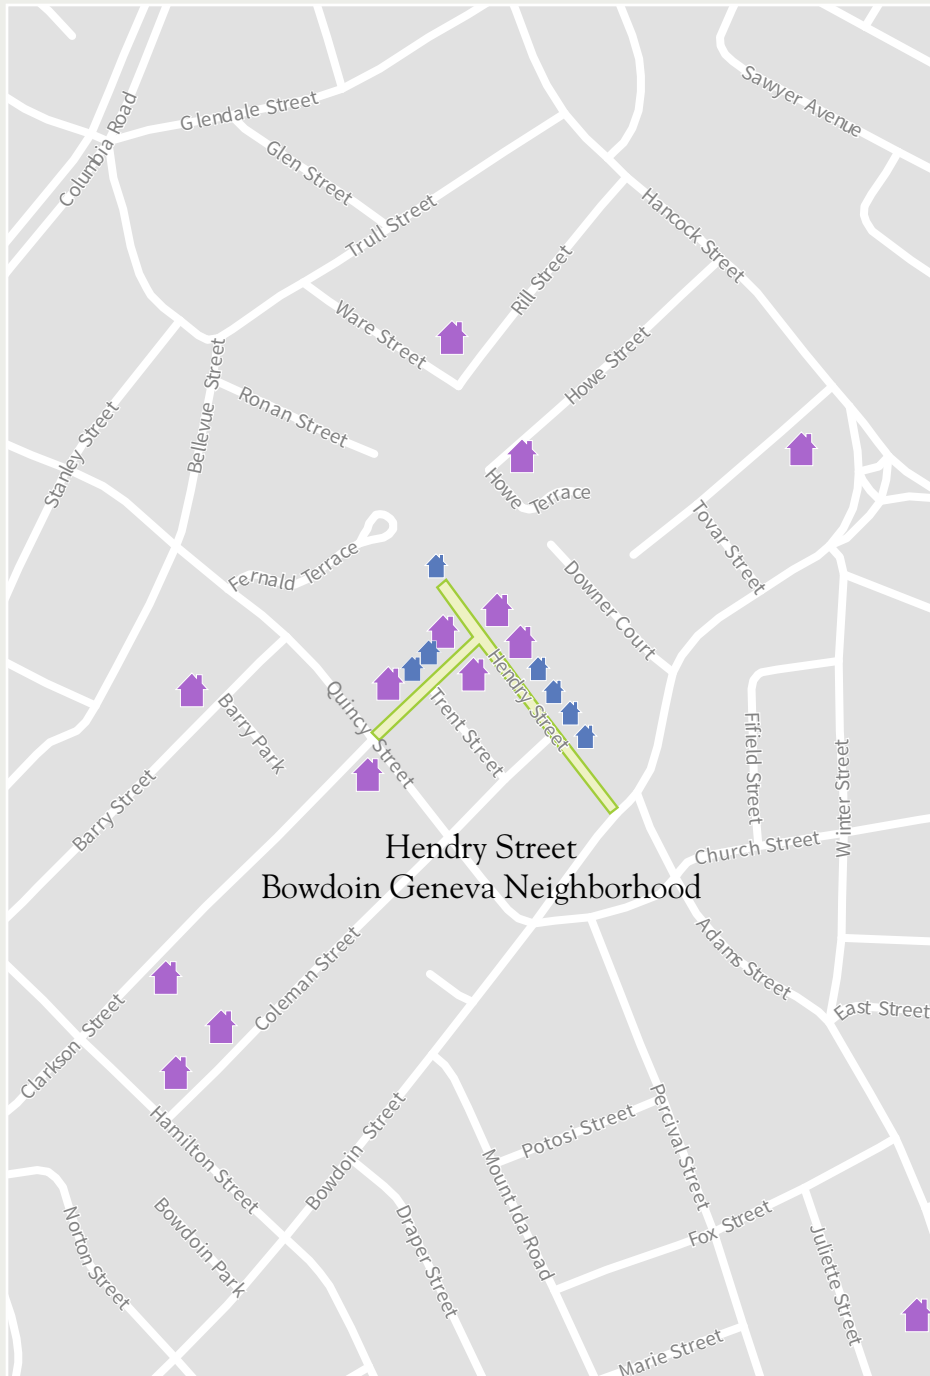 Sawyer Avenue
Columbia Road
Glendale Street
Glen Street
Trull Street
Hancock Street
Rill Street
Ware Street
Howe Street
Bellevue Street
Ronan Street
Stanley Street
Howe Terrace
Tovar Street
Fernald Terrace
Downer Court
Hendry Street
Quincy Street
Trent Street
Barry Park
Fifield Street
Winter Street
Barry Street
Church Street
Hendry Street
Bowdoin Geneva Neighborhood
Adams Street
Coleman Street
East Street
Clarkson Street
Hamilton Street
Bowdoin Street
Percival Street
Potosi Street
Mount Ida Road
Bowdoin Park
Norton Street
Draper Street
Fox Street
Juliette Street
Marie Street